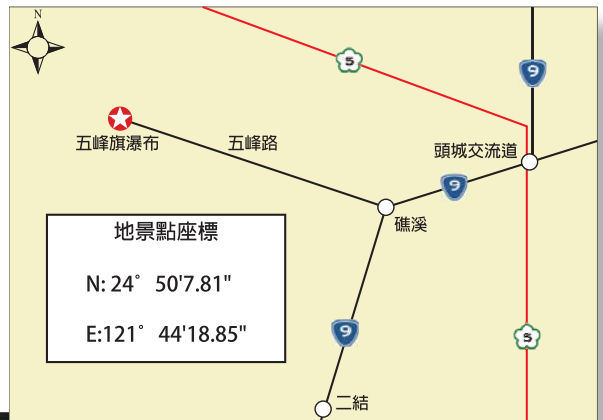 N
5
9
五峰旗瀑布
五峰路
頭城交流道
9
礁溪
地景點座標
N: 24° 50'7.81"
E:121° 44'18.85"
9
5
二結